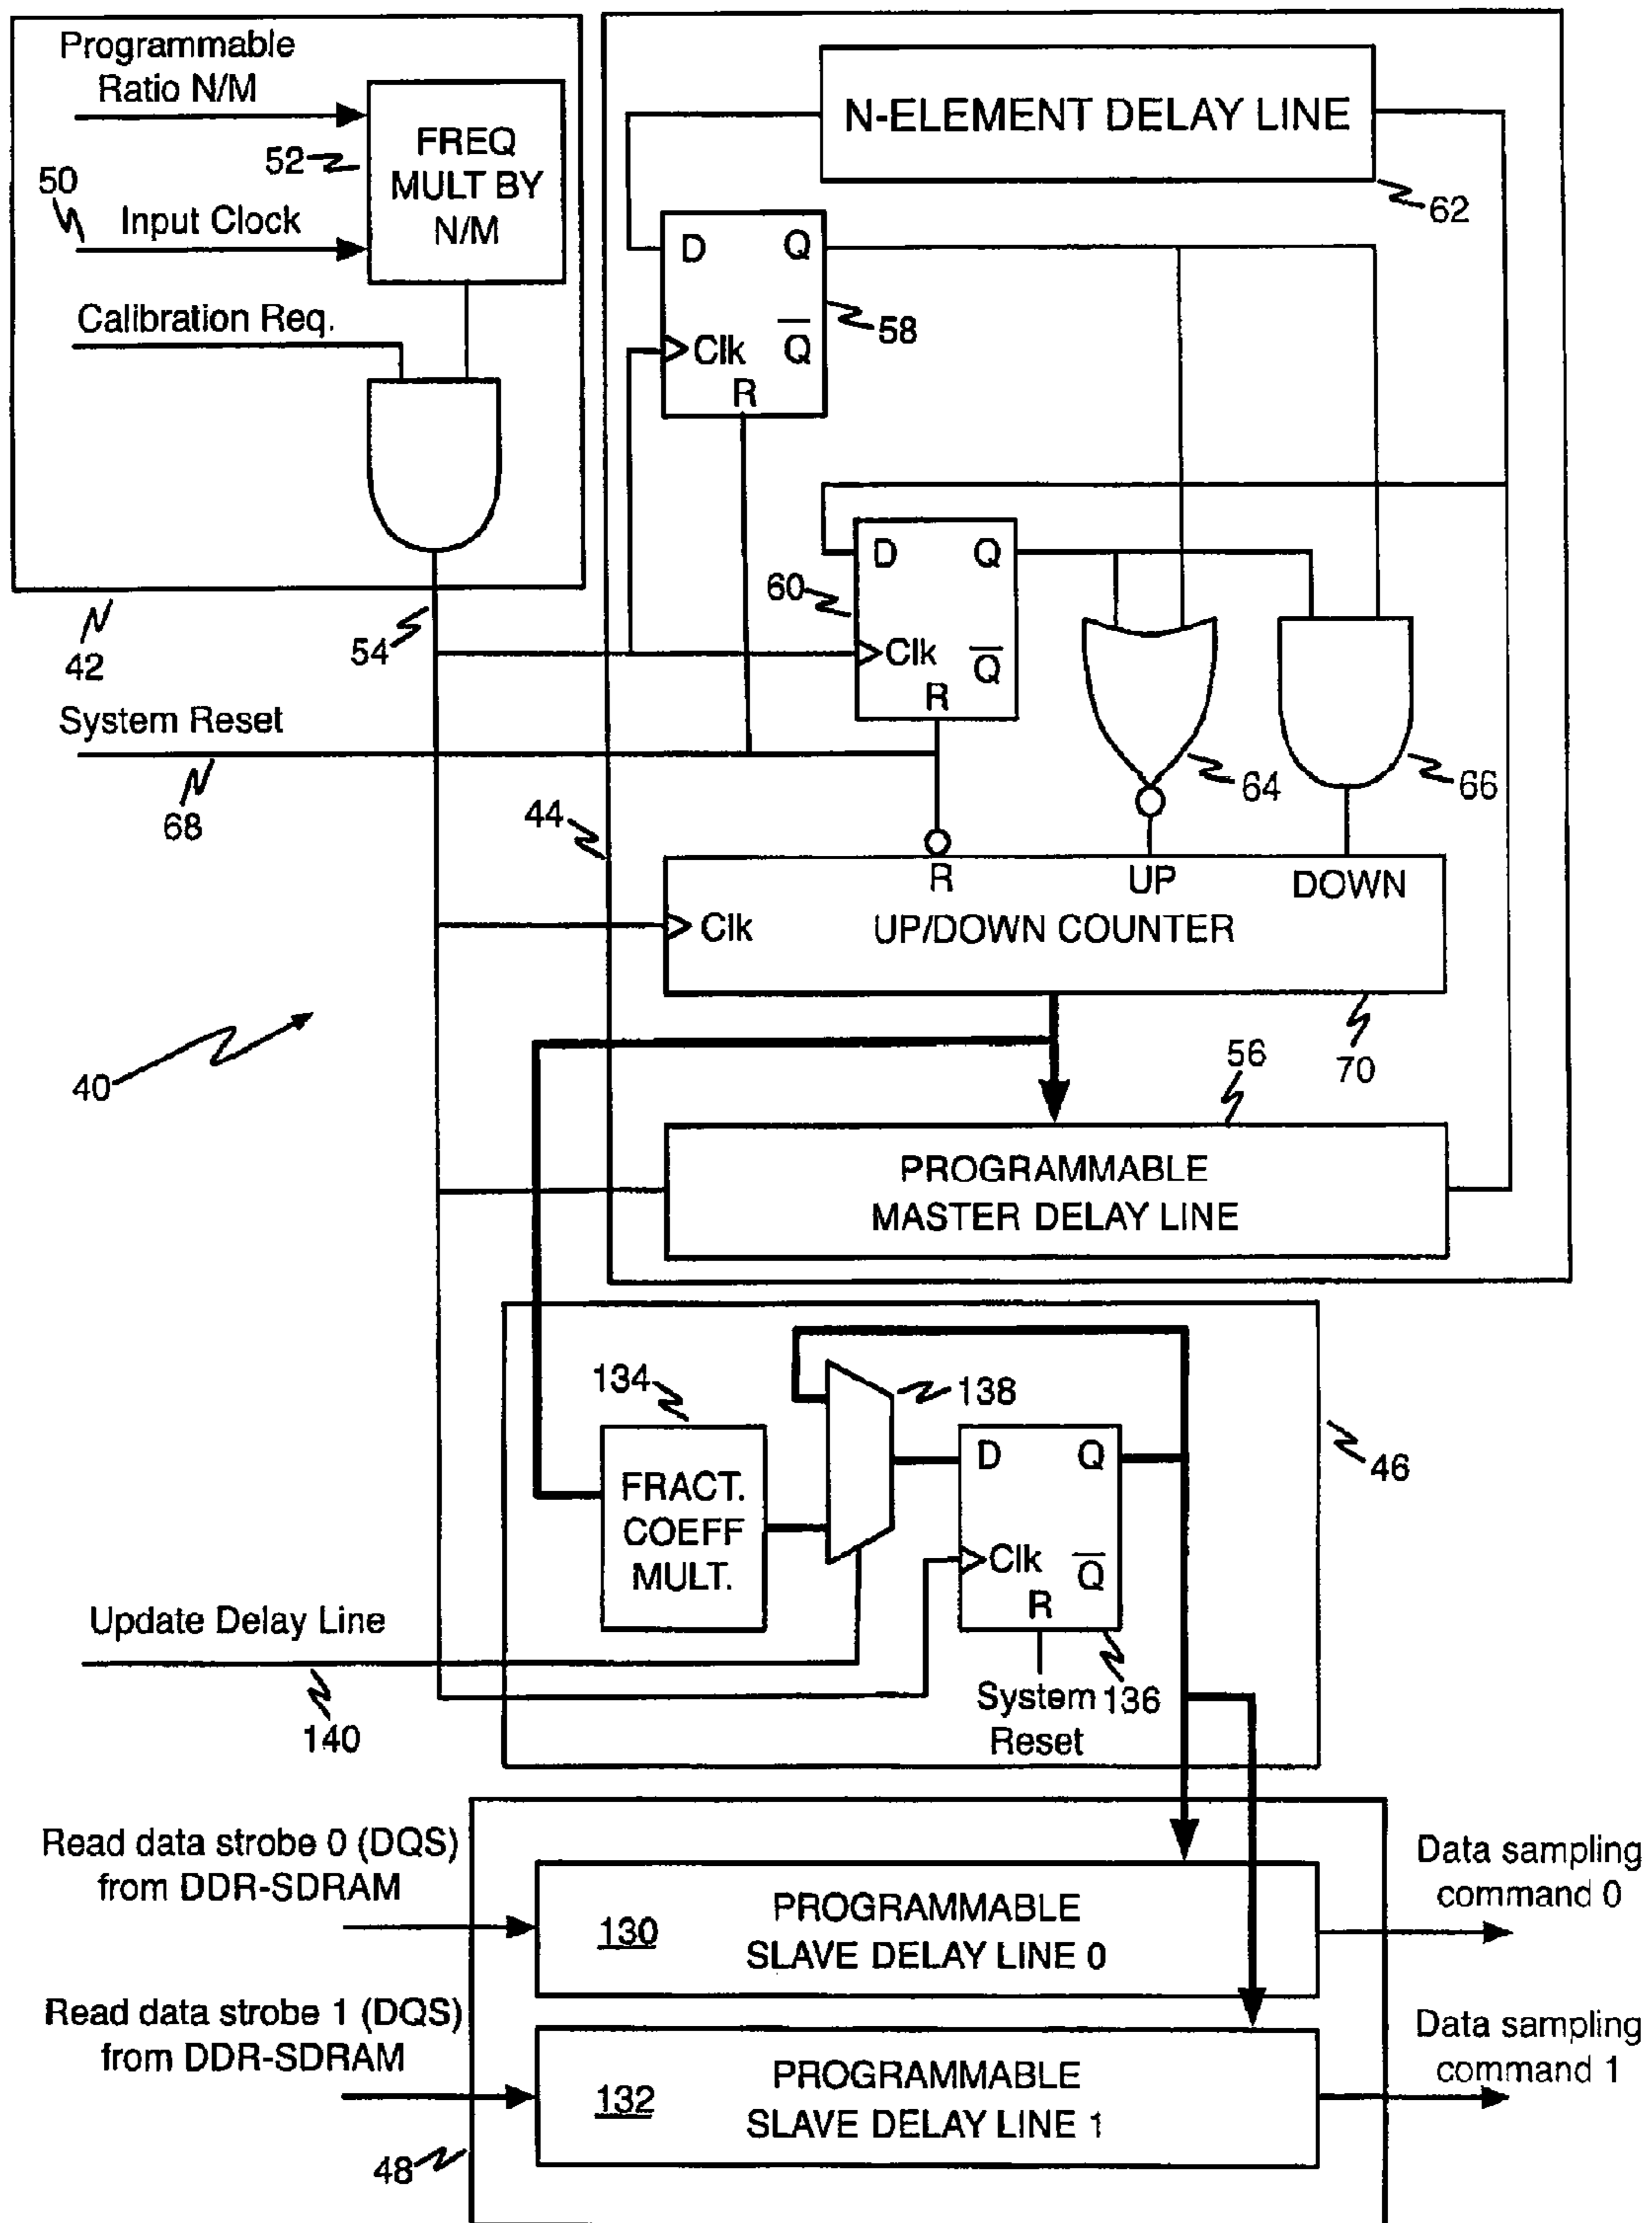 Programmable
Ratio N/M
52
FREQ
MULT BY
N/M
50
Input Clock
Calibration Req.
42
54
N-ELEMENT DELAY LINE
62
D
Q
Clk
Q
R
58
D
Q
60
Clk
Q
R
System Reset
68
64
66
44
R
UP
DOWN
Clk
UP/DOWN COUNTER
70
40
56
PROGRAMMABLE
MASTER DELAY LINE
134
138
FRACT.
COEFF
MULT.
D
Q
Clk
Q
R
46
Update Delay Line
140
System
Reset
136
Read data strobe 0 (DQS)
from DDR-SDRAM
130
PROGRAMMABLE
SLAVE DELAY LINE 0
Data sampling
command 0
Read data strobe 1 (DQS)
from DDR-SDRAM
132
PROGRAMMABLE
SLAVE DELAY LINE 1
Data sampling
command 1
48